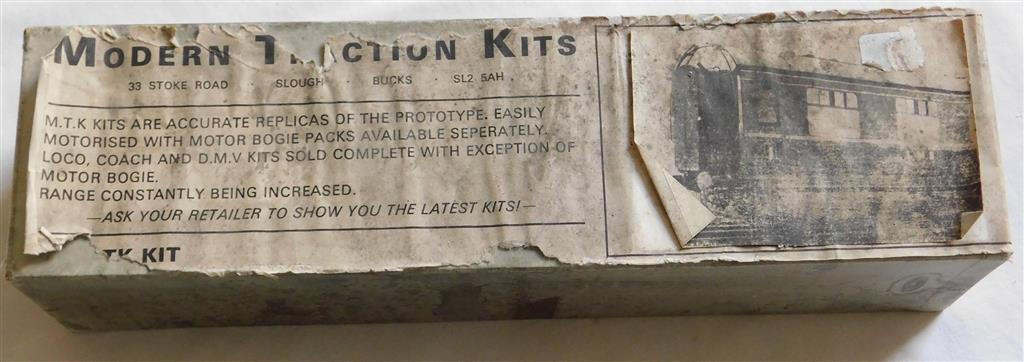 MODERN T CTION KITS
33 STOKE ROAD · SLOUGH · BUCKS · SL2 5AH .
M.T.K KITS ARE ACCURATE REPLICAS OF THE PROTOTYPE. EASILY
MOTORISED WITH MOTOR BOGIE PACKS AVAILABLE SEPERATELY.
LOCO, COACH AND D.M.V KITS SOLD COMPLETE WITH EXCEPTION OF
MOTOR BOGIE.
RANGE CONSTANTLY BEING INCREASED.
—ASK YOUR RETAILER TO SHOW YOU THE LATEST KITS!—
TK KIT